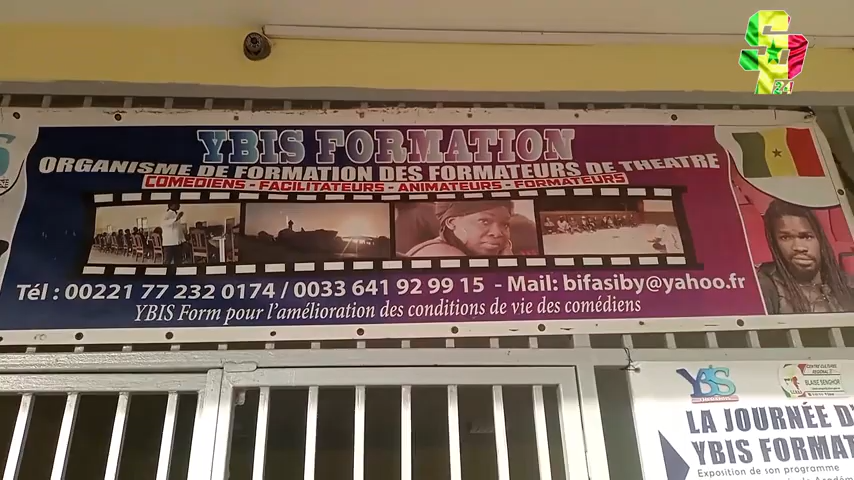 S 24!
YBIS FORMATION
ORGANISME DE FORMATION DES FORMATEURS DE THEATRE
COMEDIENS - FACILITATEURS - ANIMATEURS - FORMATEURS
Tél : 00221 77 232 0174 / 0033 641 92 99 15 - Mail: bifasiby@yahoo.fr
YBIS Form pour l'amélioration des conditions de vie des comédiens
YBIS
BLAISE SENGHOR
LA JOURNÉE D'
YBIS FORMAT
Exposition de son programme